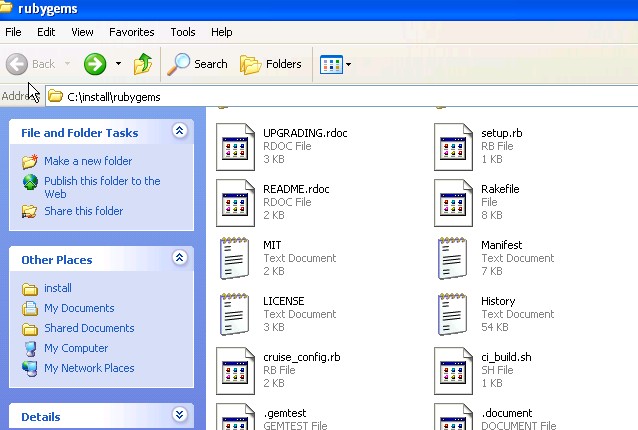 rubygems
File Edit View Favorites Tools Help
Back Search Folders
C:\install\rubygems
File and Folder Tasks
Make a new folder
Publish this folder to the
Web
Share this folder
Other Places
install
My Documents
Shared Documents
My Computer
My Network Places
Details
UPGRADING.rdoc
RDOC File
3 KB
setup.rb
RB File
1 KB
README.rdoc
RDOC File
2 KB
Rakefile
File
8 KB
MIT
Text Document
2 KB
Manifest
Text Document
7 KB
LICENSE
Text Document
3 KB
History
Text Document
54 KB
cruise_config.rb
RB File
2 KB
ci_build.sh
SH File
1 KB
.gemtest
GEMTEST File
.document
DOCUMENT File